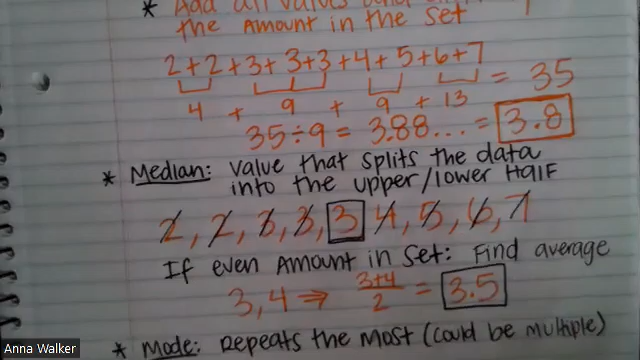 * Add all values
the Amount in the Set
2+2+3+3+3+4+5+6+7 = 35
4 + 9 + 9 + 13
35÷9 = 3.88... = 3.8
* Median: Value that splits the data
into the upper/lower Half
2, 2, 3, 3, 3, 4, 5, 6, 7
If even Amount in Set: Find average
3, 4 ⇒ 3+4/2 = 3.5
* Mode: Repeats the Most (could be multiple)
Anna Walker